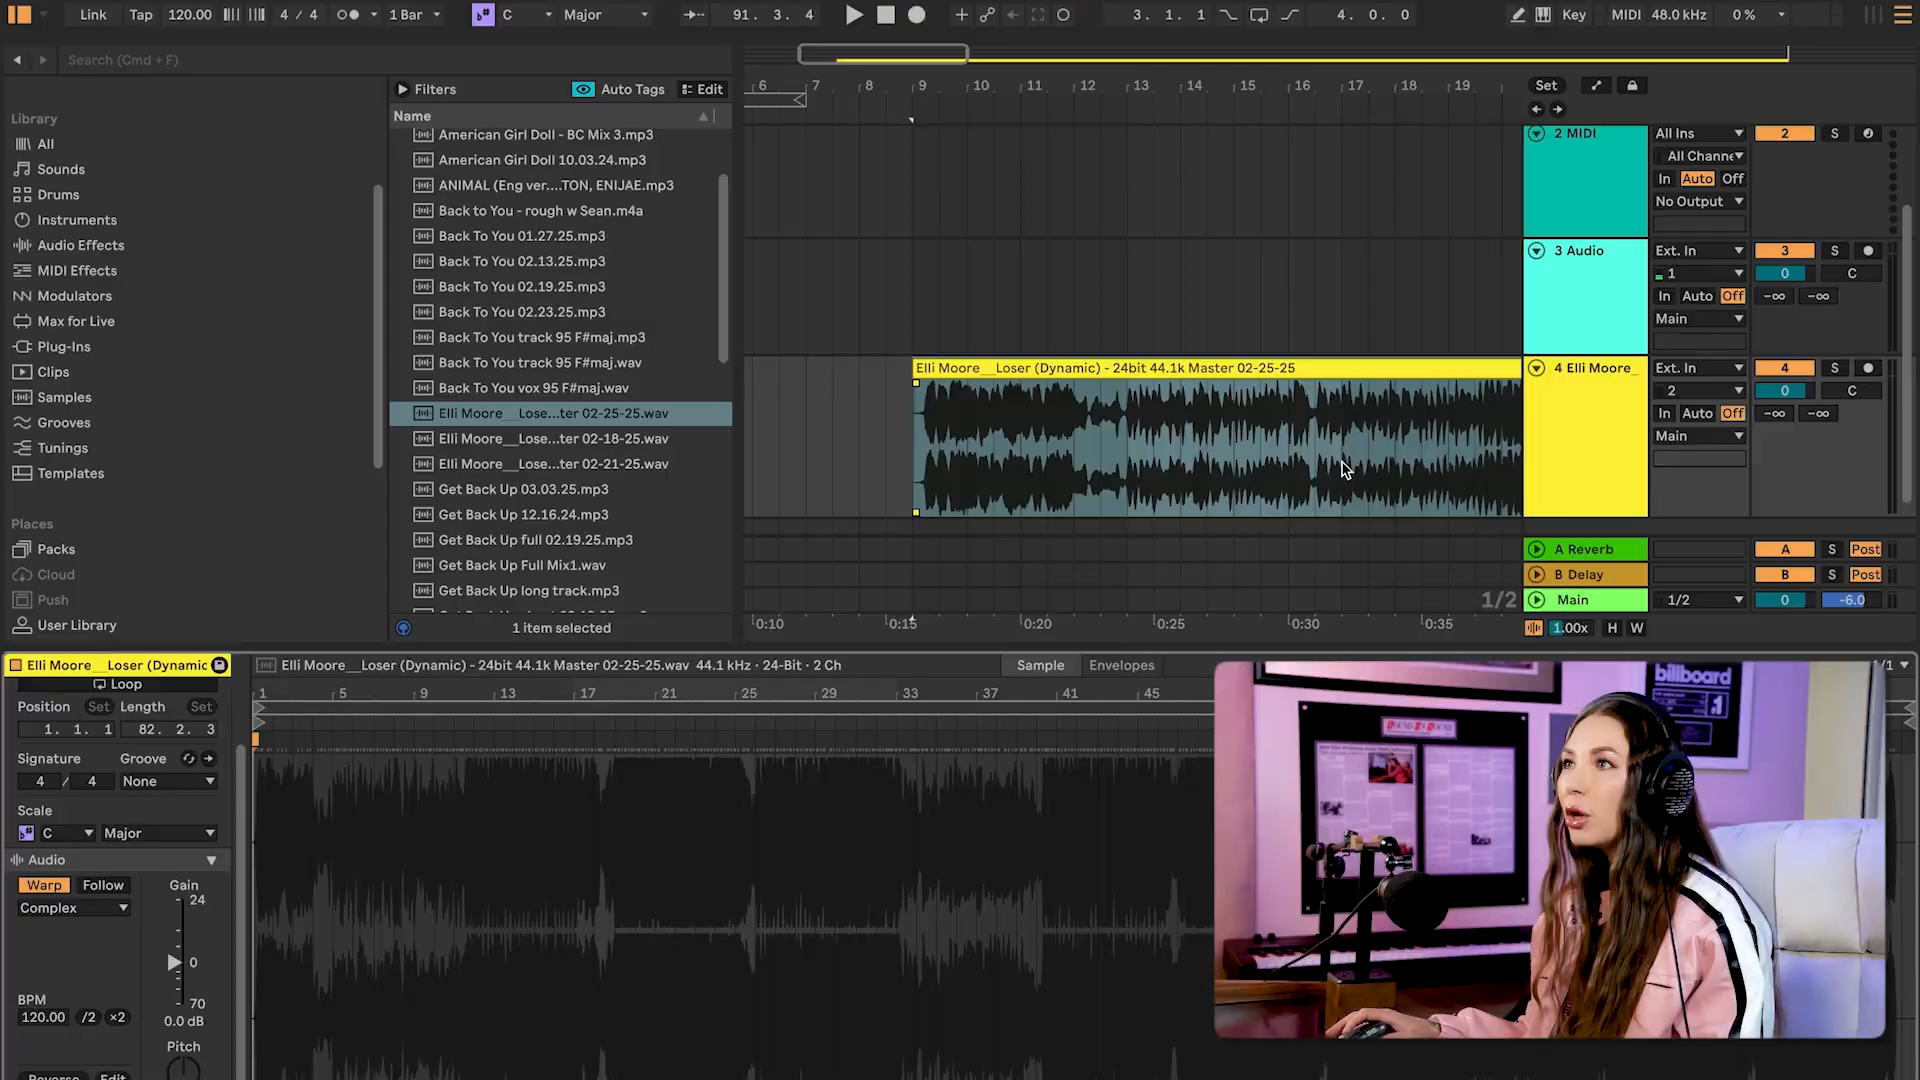 Link Tap 120.00 4 / 4 1 Bar C Major 91. 3. 4 3. 1. 1 4. 0. 0 Key MIDI 48.0 kHz 0 %
Search (Cmd + F)
Library
All
Sounds
Drums
Instruments
Audio Effects
MIDI Effects
Modulators
Max for Live
Plug-Ins
Clips
Samples
Grooves
Tunings
Templates
Places
Packs
Cloud
Push
User Library
Filters Auto Tags Edit
Name
American Girl Doll - BC Mix 3.mp3
American Girl Doll 10.03.24.mp3
ANIMAL (Eng ver....TON, ENIJAE.mp3
Back to You - rough w Sean.m4a
Back To You 01.27.25.mp3
Back To You 02.13.25.mp3
Back To You 02.19.25.mp3
Back To You 02.23.25.mp3
Back To You track 95 F#maj.mp3
Back To You track 95 F#maj.wav
Back To You vox 95 F#maj.wav
Elli Moore__Lose...ter 02-25-25.wav
Elli Moore__Lose...ter 02-18-25.wav
Elli Moore__Lose...ter 02-21-25.wav
Get Back Up 03.03.25.mp3
Get Back Up 12.16.24.mp3
Get Back Up full 02.19.25.mp3
Get Back Up Full Mix1.wav
Get Back Up long track.mp3
1 item selected
6 7 8 9 10 11 12 13 14 15 16 17 18 19
Set
2 MIDI All Ins 2 S
All Channe
In Auto Off
No Output
3 Audio Ext. In 3 S
1 0 C
In Auto Off -∞ -∞
Main
Elli Moore__Loser (Dynamic) - 24bit 44.1k Master 02-25-25
4 Elli Moore_ Ext. In 4 S
2 0 C
In Auto Off -∞ -∞
Main
A Reverb A S Post
B Delay B S Post
1/2 Main 1/2 0 -6.0
0:10 0:15 0:20 0:25 0:30 0:35
1.00x H W
Elli Moore__Loser (Dynamic
Loop
Position Set Length Set
1. 1. 1 82. 2. 3
Signature Groove
4 / 4 None
Scale
C Major
Audio
Warp Follow Gain
Complex 24
0
BPM 70
120.00 /2 ×2 0.0 dB
Pitch
Reverse Edit
Elli Moore__Loser (Dynamic) - 24bit 44.1k Master 02-25-25.wav 44.1 kHz · 24-Bit · 2 Ch Sample Envelopes 1/1
1 5 9 13 17 21 25 29 33 37 41 45
billboard